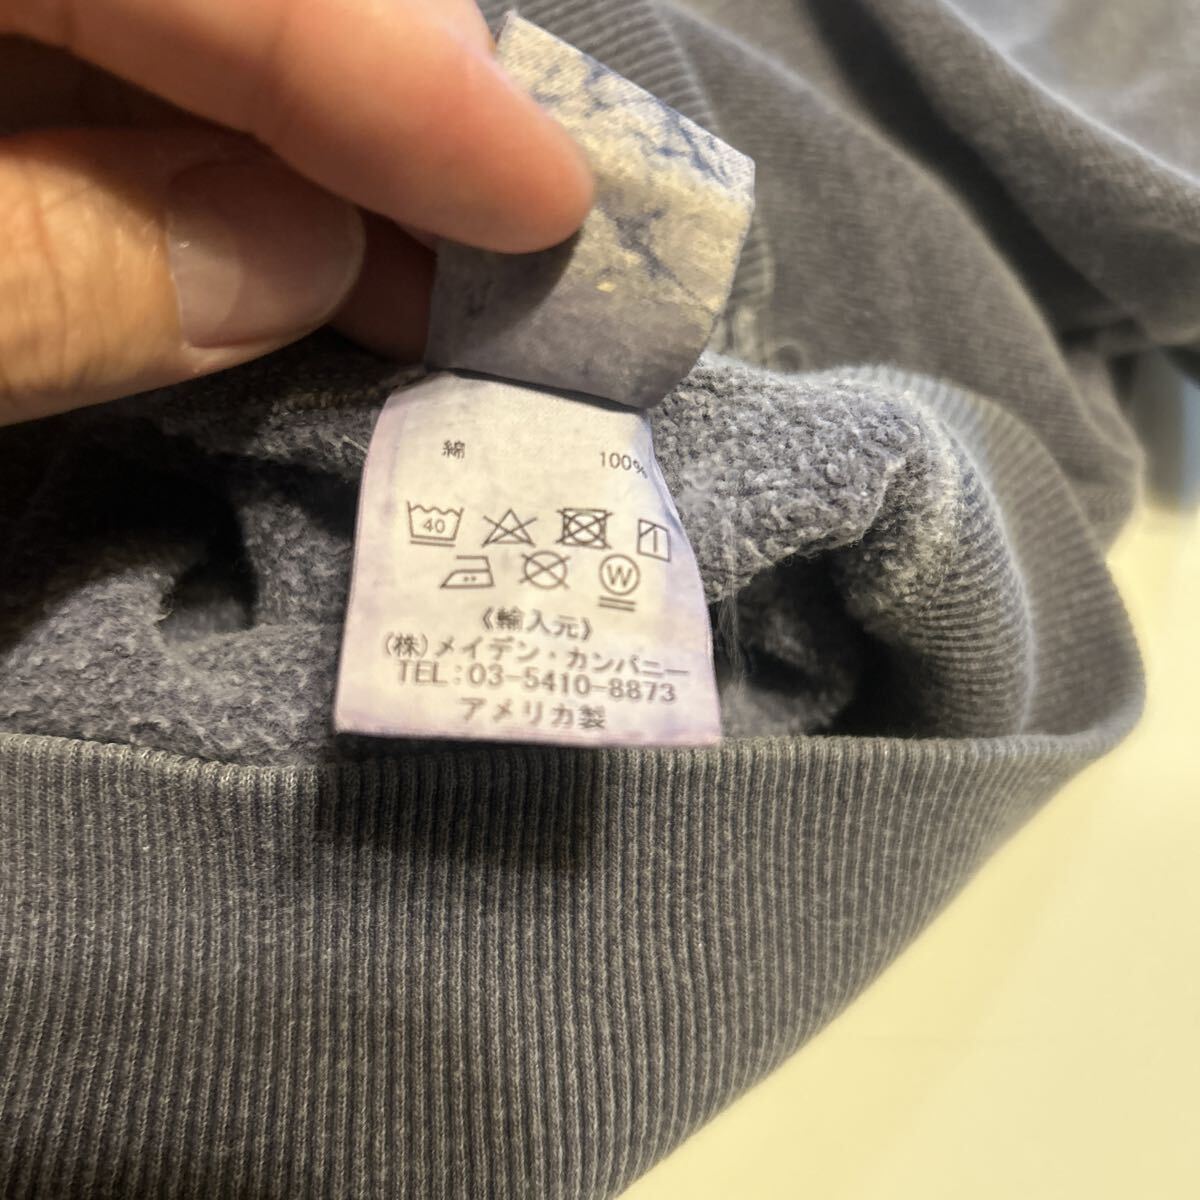 綿 100%
40
W
《輸入元》
(株)メイデン・カンパニー
TEL:03-5410-8873
アメリカ製